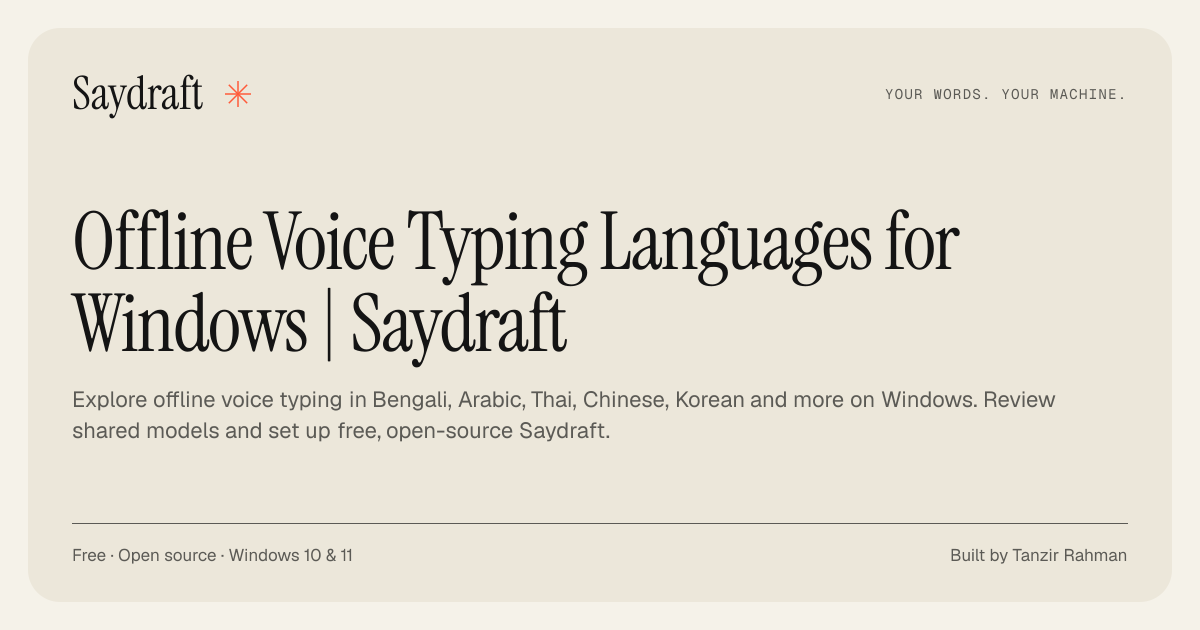 Saydraft
YOUR WORDS. YOUR MACHINE.
Offline Voice Typing Languages for
Windows | Saydraft
Explore offline voice typing in Bengali, Arabic, Thai, Chinese, Korean and more on Windows. Review
shared models and set up free, open-source Saydraft.
Free · Open source · Windows 10 & 11
Built by Tanzir Rahman